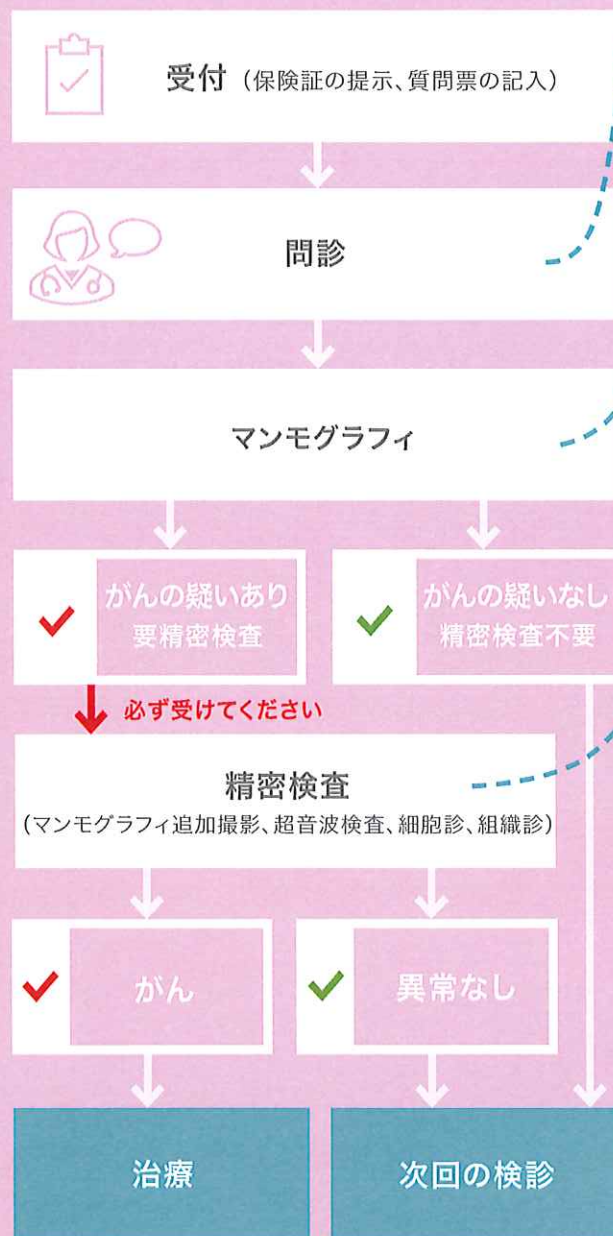 受付（保険証の提示、質問票の記入）
問診
マンモグラフィ
がんの疑いあり
要精密検査
がんの疑いなし
精密検査不要
必ず受けてください
精密検査
（マンモグラフィ追加撮影、超音波検査、細胞診、組織診）
がん
異常なし
治療
次回の検診